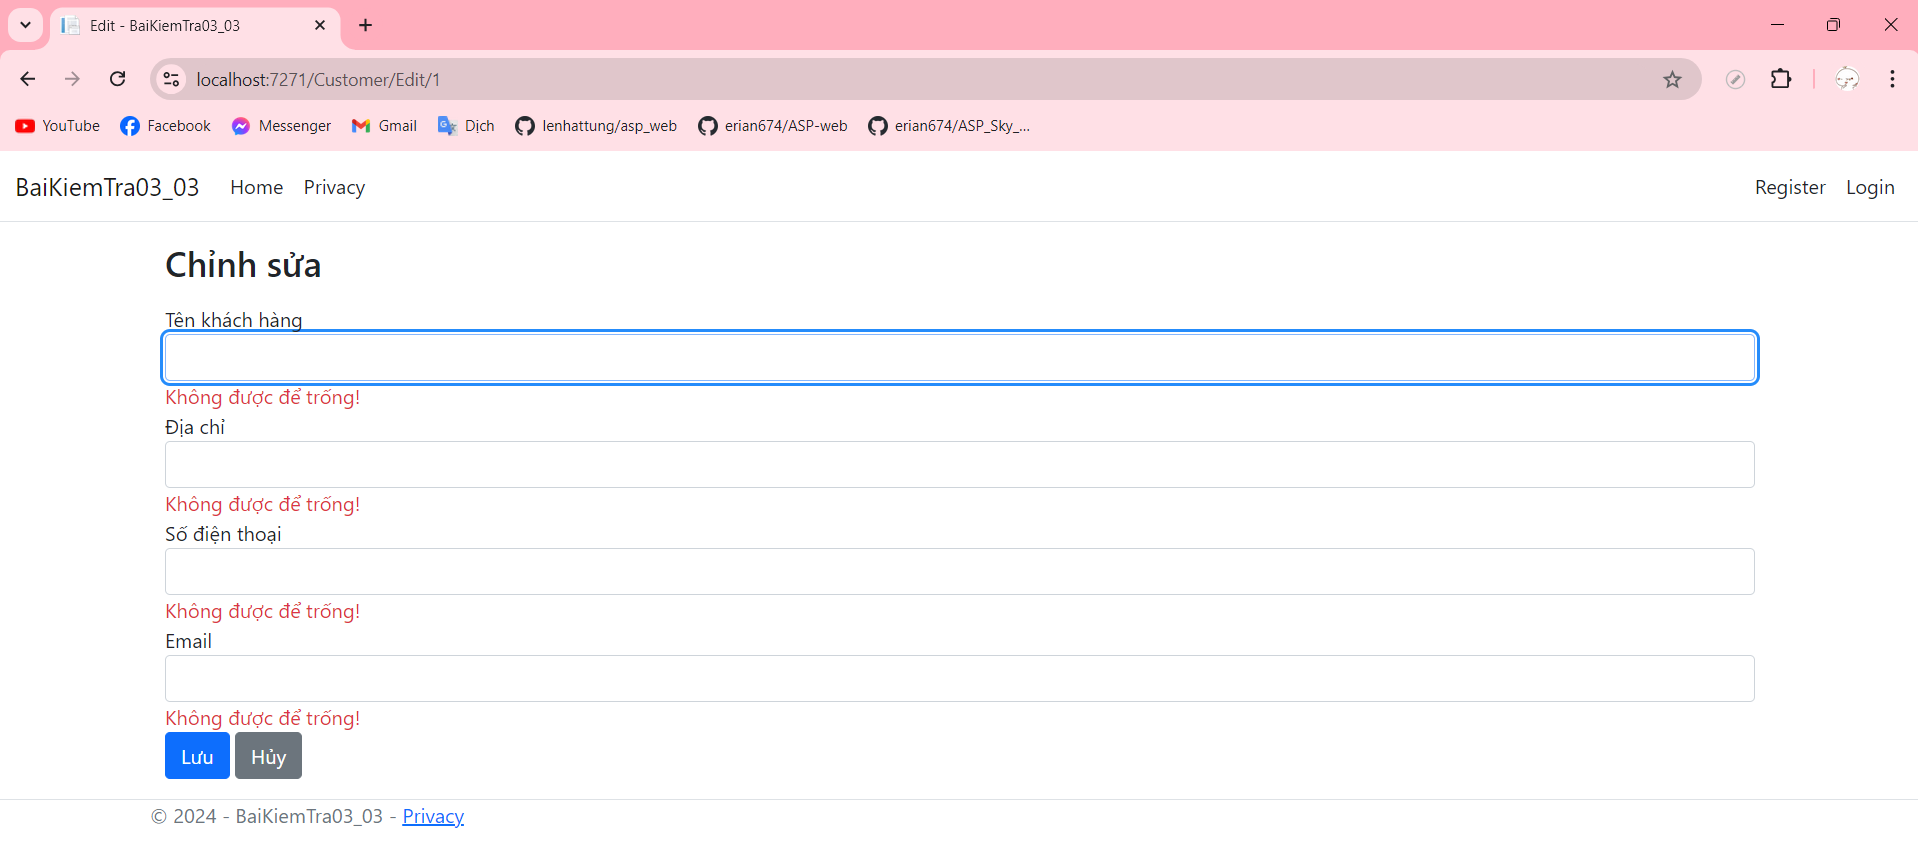 Edit - BaiKiemTra03_03
localhost:7271/Customer/Edit/1
YouTube Facebook Messenger Gmail Dịch lenhattung/asp_web erian674/ASP-web erian674/ASP_Sky_...
BaiKiemTra03_03 Home Privacy Register Login
Chỉnh sửa
Tên khách hàng
Không được để trống!
Địa chỉ
Không được để trống!
Số điện thoại
Không được để trống!
Email
Không được để trống!
Lưu Hủy
© 2024 - BaiKiemTra03_03 - Privacy